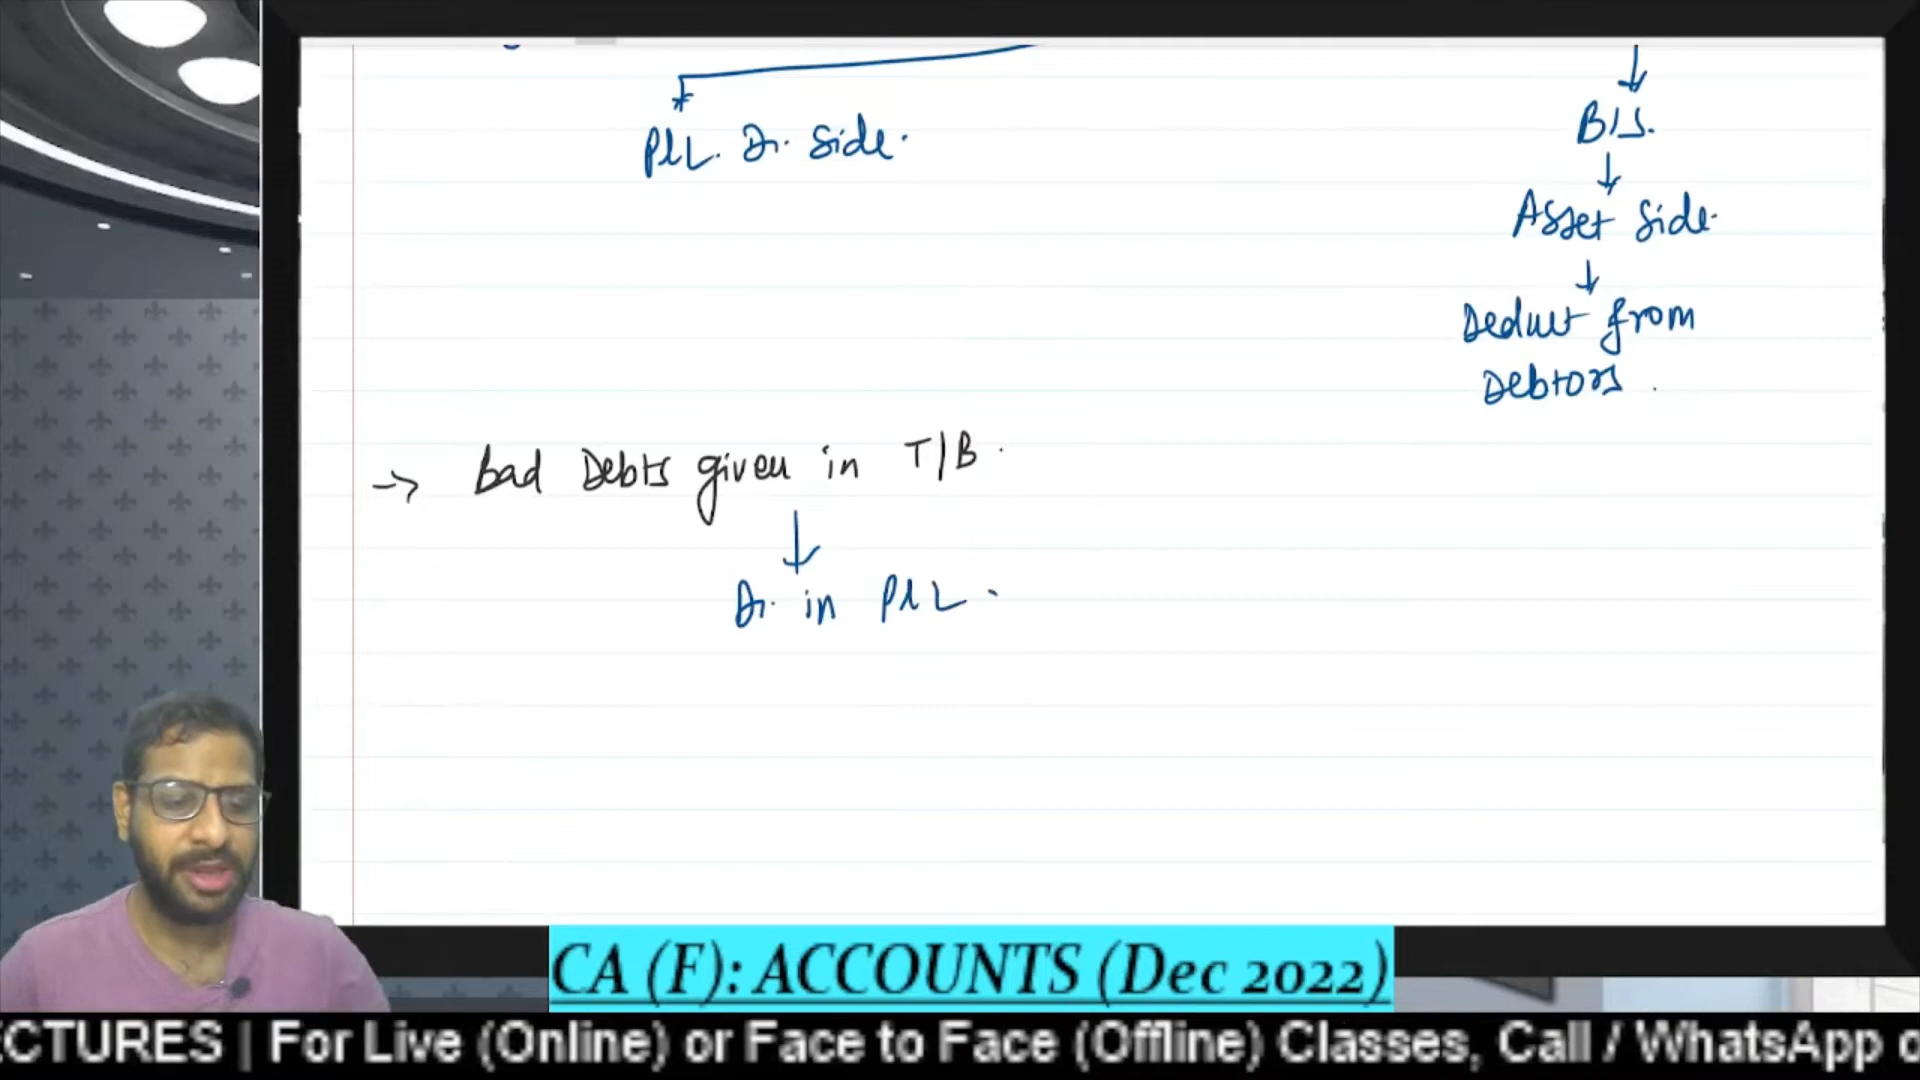 P&L. Dr. Side.
B/S.
Asset Side.
Deduct from
Debtors.
→ Bad Debts given in T/B.
Dr. in P&L.
CA (F): ACCOUNTS (Dec 2022)
ECTURES | For Live (Online) or Face to Face (Offline) Classes, Call / WhatsApp o